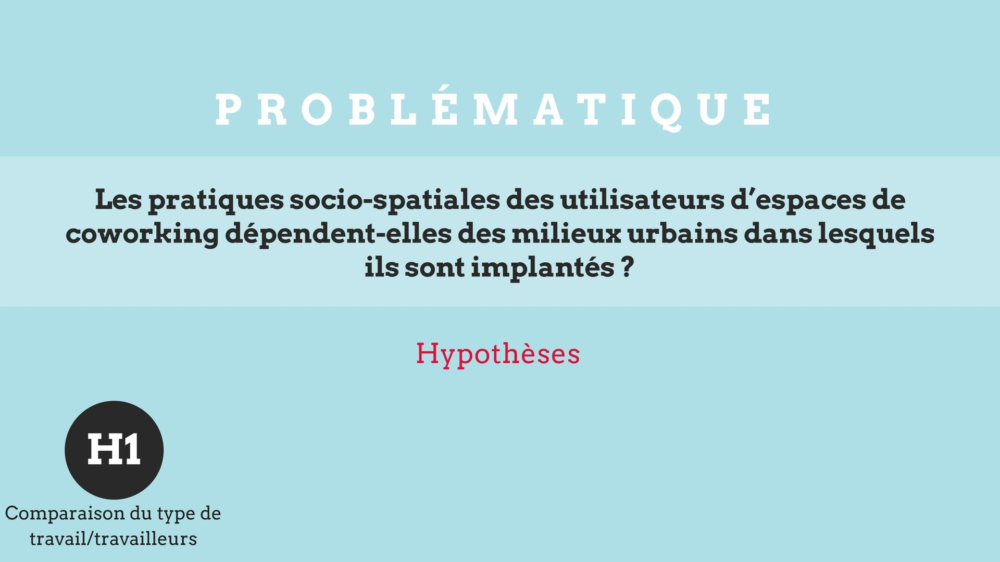 PROBLÉMATIQUE
Les pratiques socio-spatiales des utilisateurs d’espaces de
coworking dépendent-elles des milieux urbains dans lesquels
ils sont implantés ?
Hypothèses
H1
Comparaison du type de
travail/travailleurs